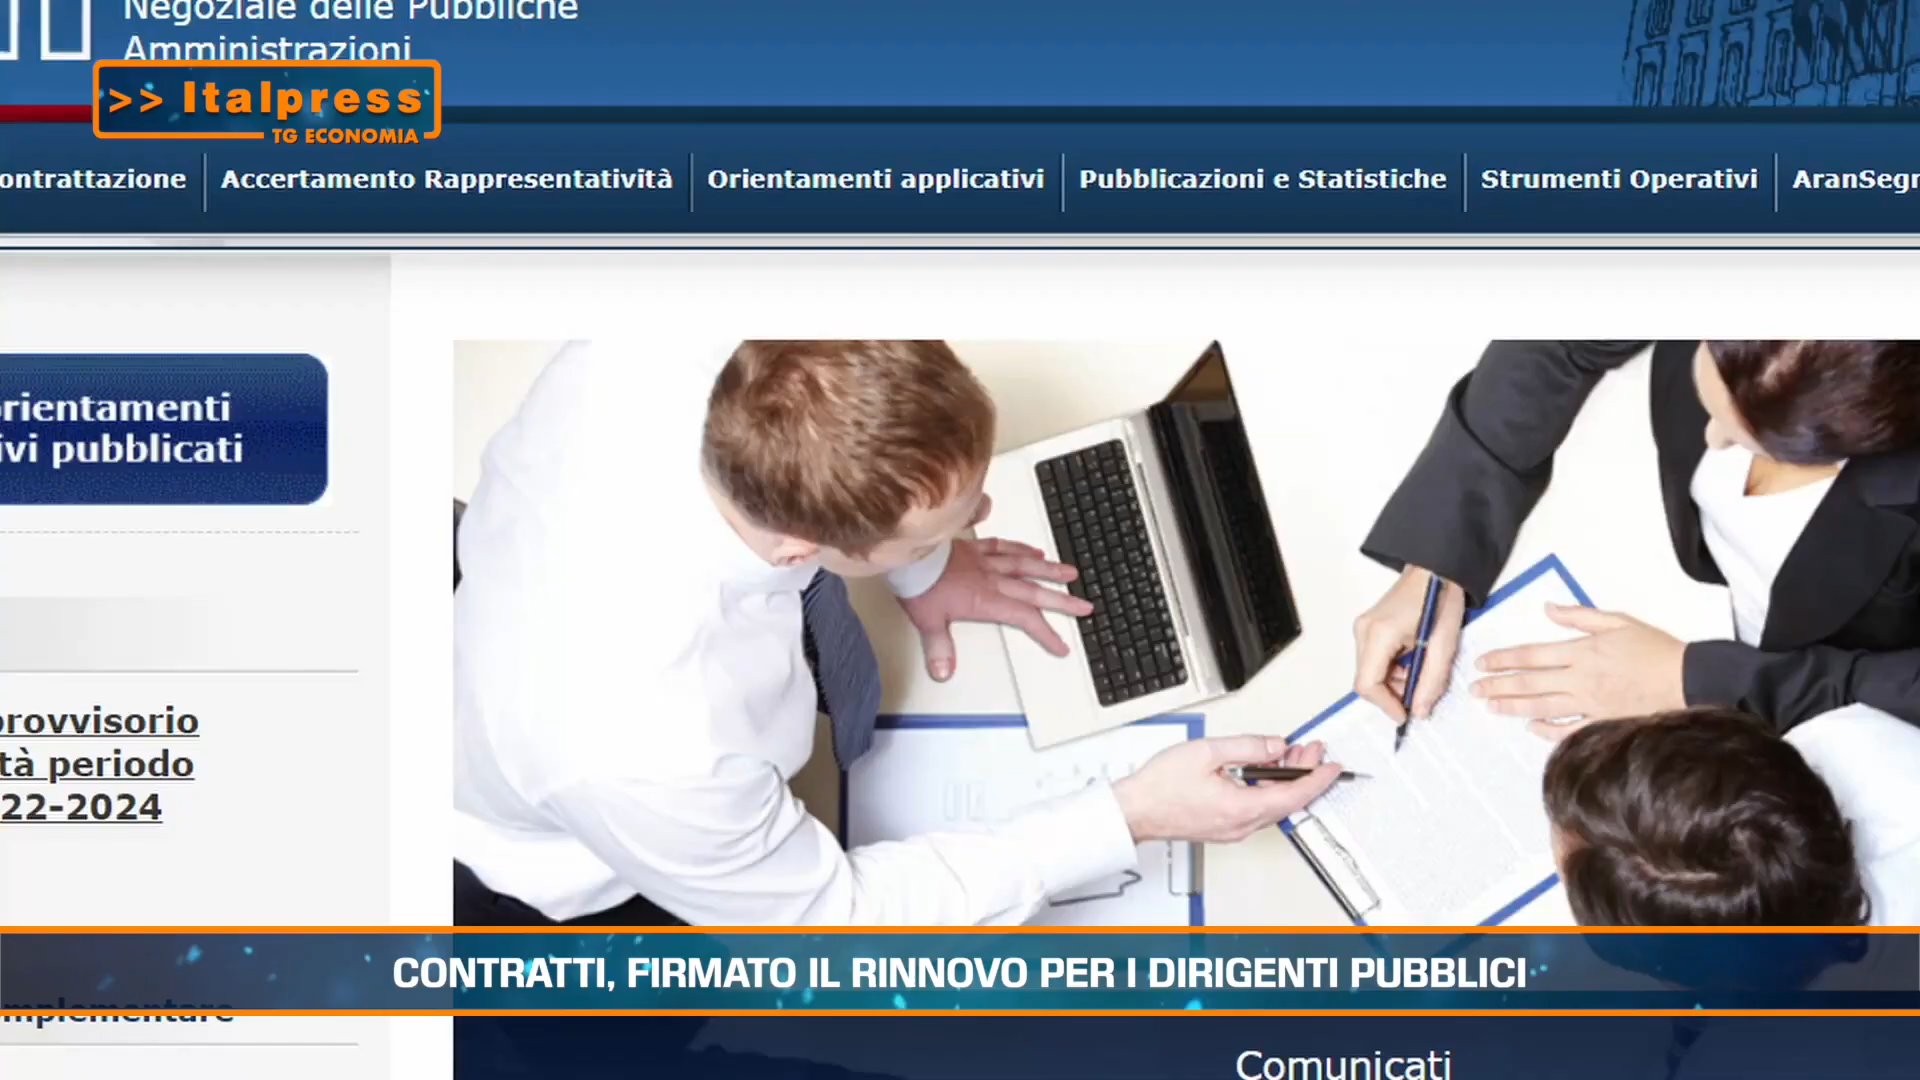 Negoziale delle Pubbliche
Amministrazioni
>> Italpress
TG ECONOMIA
ontrattazione
Accertamento Rappresentatività
Orientamenti applicativi
Pubblicazioni e Statistiche
Strumenti Operativi
AranSegr
rientamenti
ivi pubblicati
provvisorio
tà periodo
22-2024
CONTRATTI, FIRMATO IL RINNOVO PER I DIRIGENTI PUBBLICI
mplementare
Comunicati